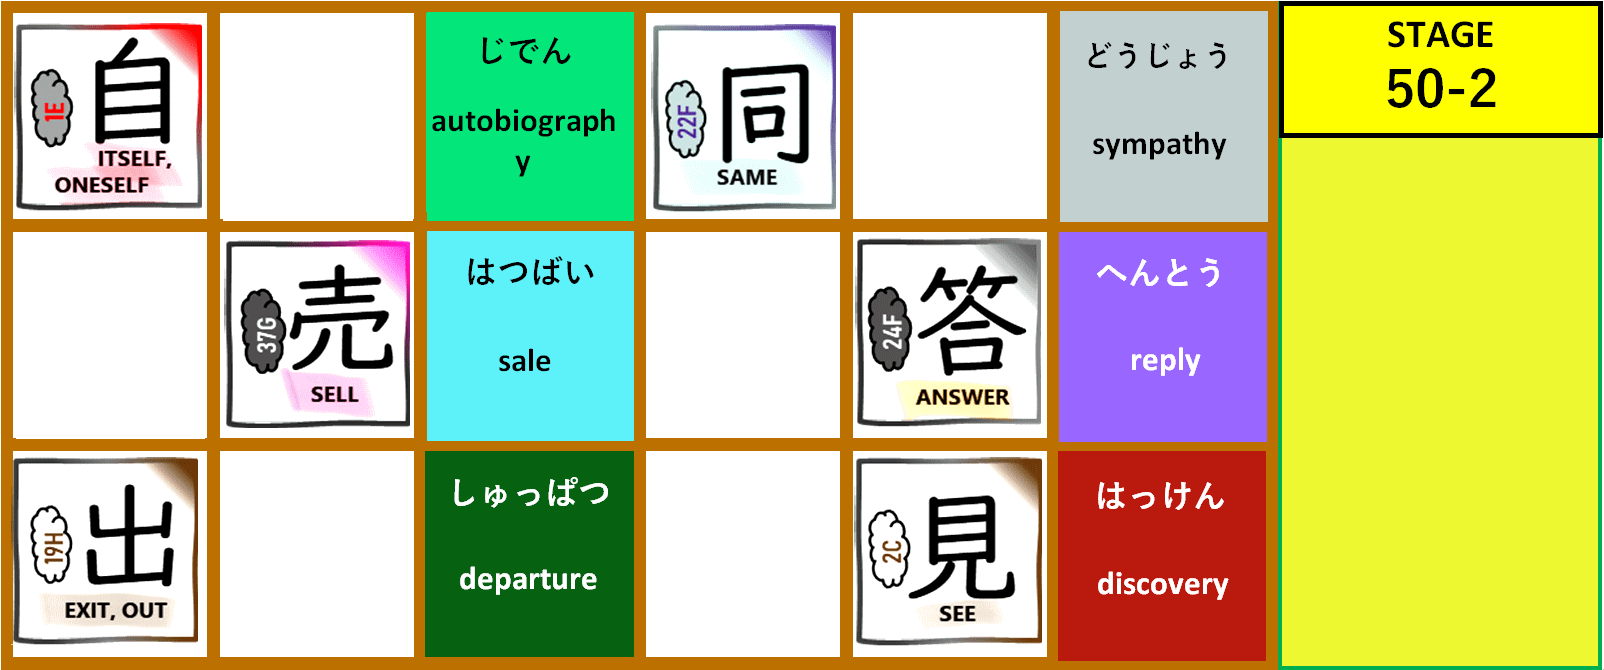 1E
自
ITSELF,
ONESELF
じでん
autobiograph
y
22F
同
SAME
どうじょう
sympathy
STAGE
50-2
37G
売
SELL
はつばい
sale
24F
答
ANSWER
へんとう
reply
19H
出
EXIT, OUT
しゅっぱつ
departure
2C
見
SEE
はっけん
discovery